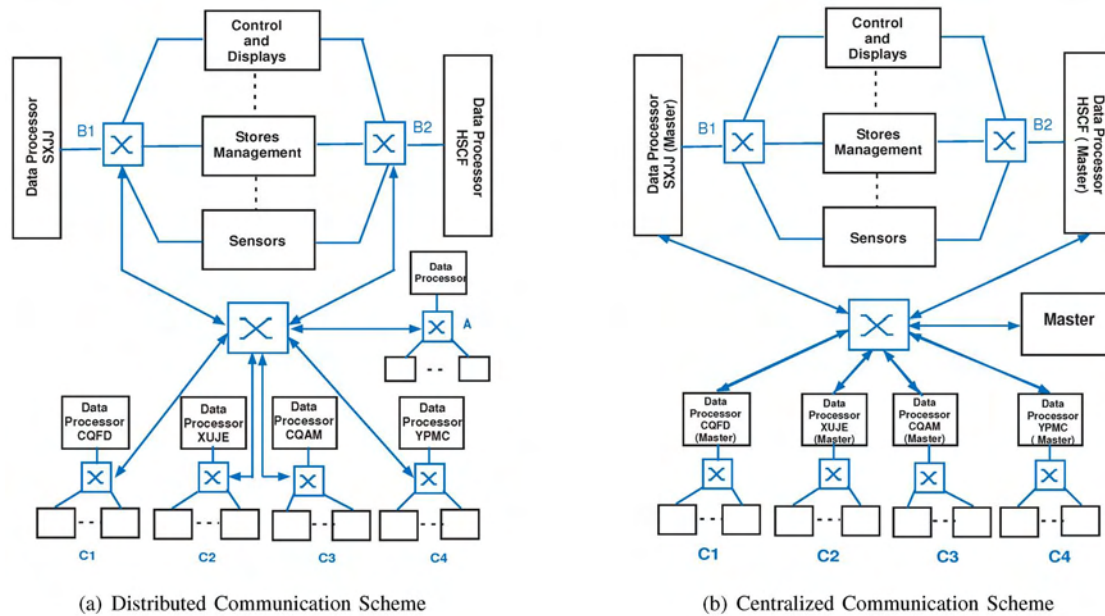 Control
and
Displays
Data Processor
SXJJ
B1
B2
Data Processor
HSCF
Stores
Management
Sensors
Data
Processor
A
Data
Processor
CQFD
Data
Processor
XUJE
Data
Processor
CQAM
Data
Processor
YPMC
C1
C2
C3
C4
(a) Distributed Communication Scheme
Control
and
Displays
Data Processor
SXJJ (Master)
B1
B2
Data Processor
HSCF ( Master)
Stores
Management
Sensors
Master
Data
Processor
CQFD
(Master)
Data
Processor
XUJE
(Master)
Data
Processor
CQAM
(Master)
Data
Processor
YPMC
( Master)
C1
C2
C3
C4
(b) Centralized Communication Scheme